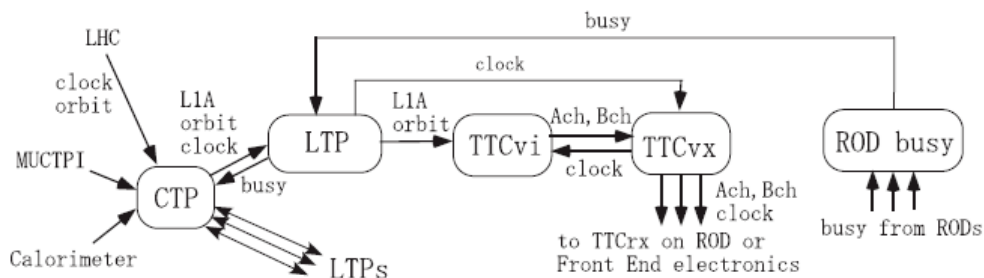 busy
LHC
clock
clock
orbit
L1A
orbit
clock
L1A
orbit
Ach, Bch
LTP
TTCvi
TTCvx
ROD busy
clock
MUCTPI
busy
CTP
Ach, Bch
clock
busy from RODs
to TTCrx on ROD or
Front End electronics
Calorimeter
LTPs